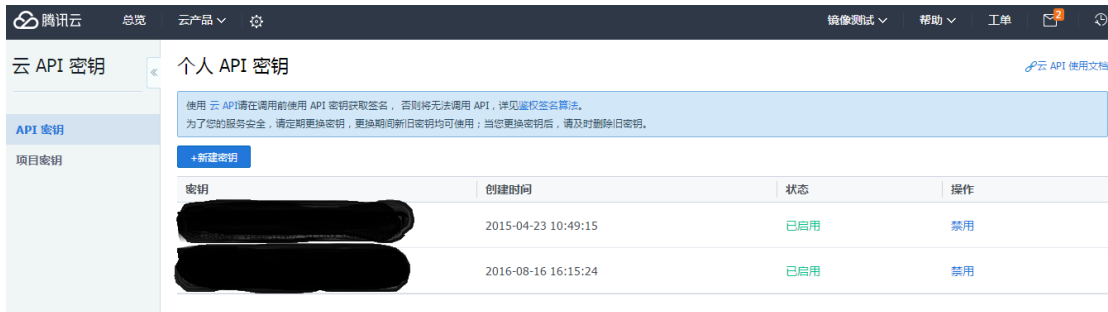 腾讯云 总览 云产品 镜像测试 帮助 工单 2
云 API 密钥
个人 API 密钥
云 API 使用文档
使用 云 API请在调用前使用 API 密钥获取签名， 否则将无法调用 API，详见鉴权签名算法。
为了您的服务安全，请定期更换密钥，更换期间新旧密钥均可使用；当您更换密钥后，请及时删除旧密钥。
API 密钥
项目密钥
+新建密钥
密钥 创建时间 状态 操作
2015-04-23 10:49:15 已启用 禁用
2016-08-16 16:15:24 已启用 禁用